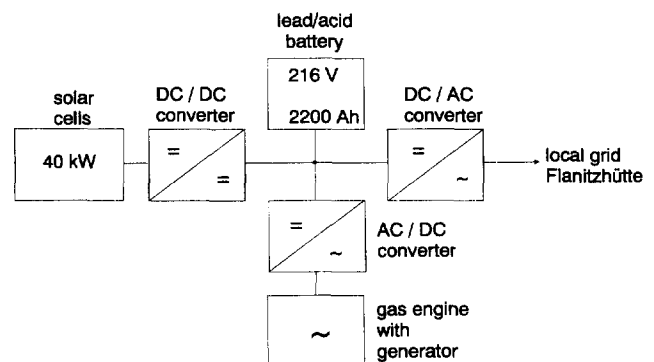 lead/acid
battery
216 V
2200 Ah
solar
cells
40 kW
DC / DC
converter
=
=
DC / AC
converter
=
~
local grid
Flanitzhütte
=
~
AC / DC
converter
~
gas engine
with
generator